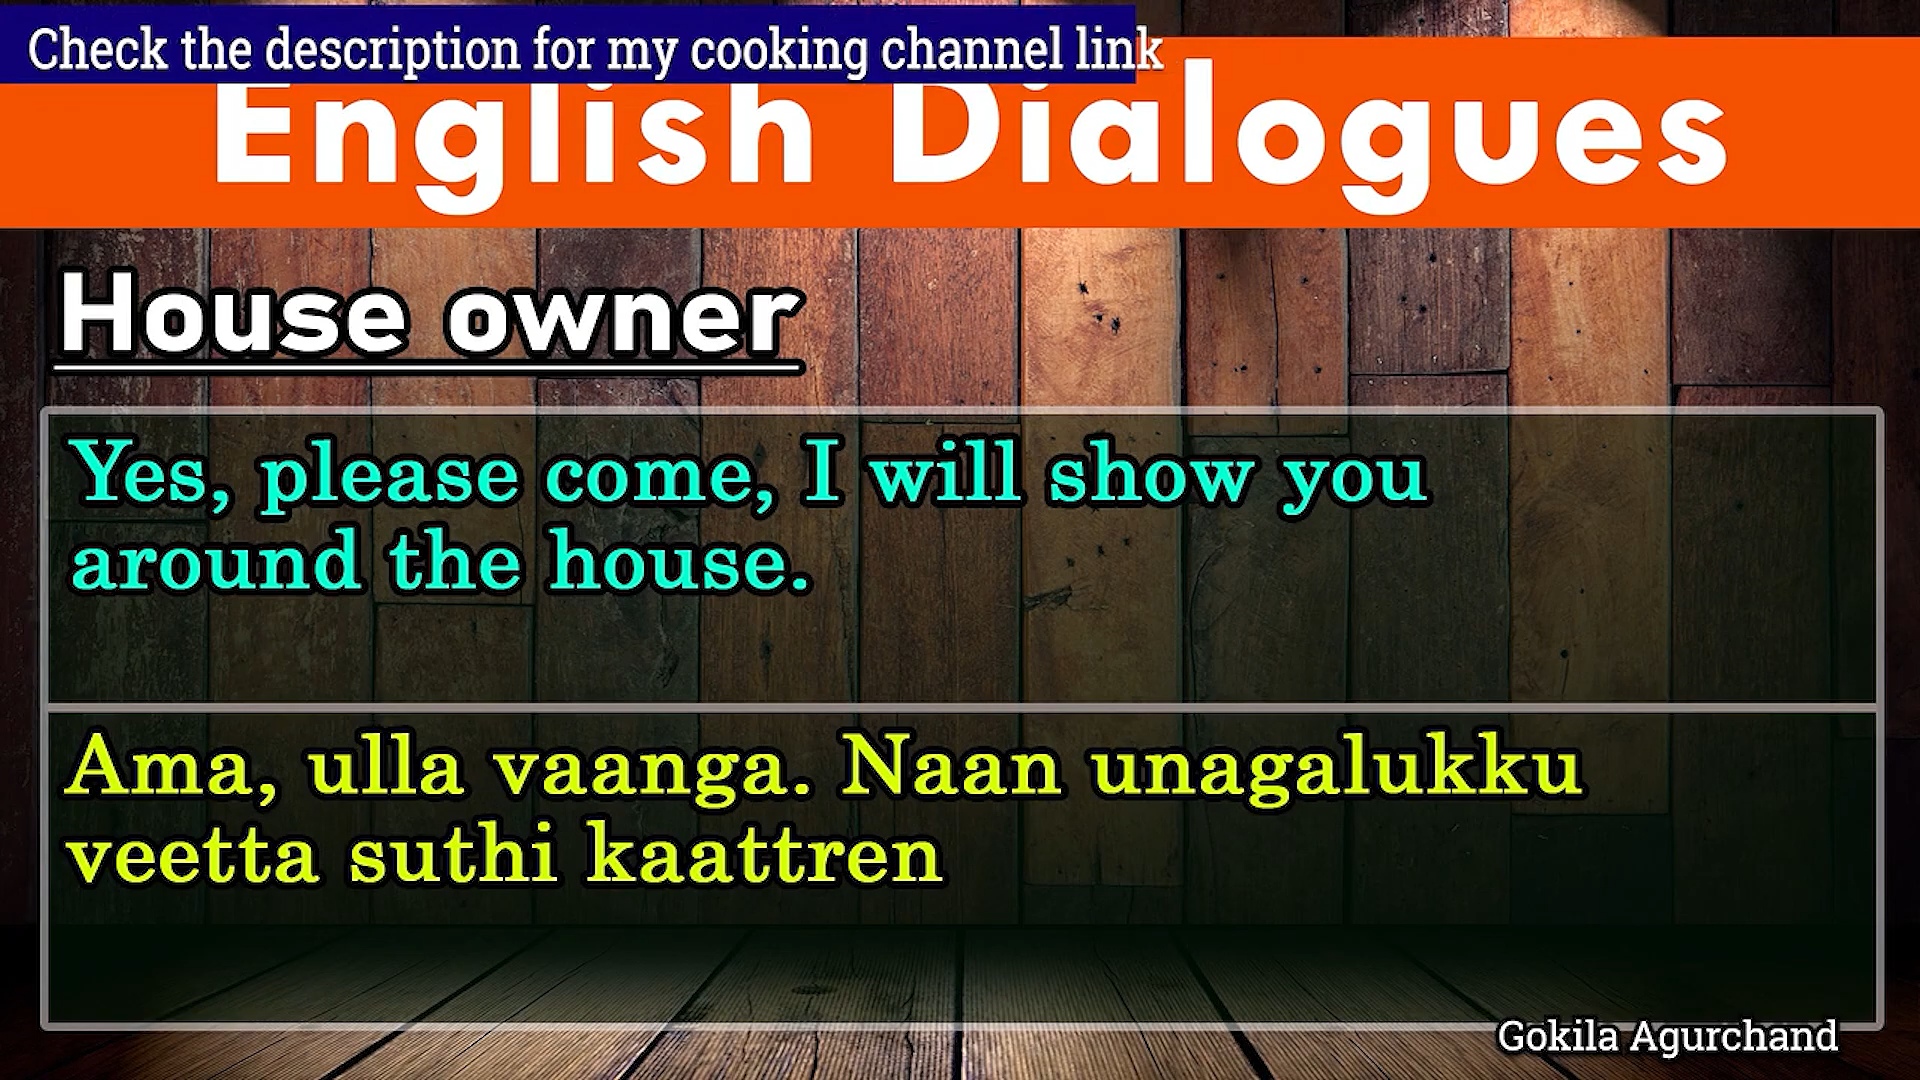 Check the description for my cooking channel link
English Dialogues
House owner
Yes, please come, I will show you
around the house.
Ama, ulla vaanga. Naan unagalukku
veetta suthi kaattren
Gokila Agurchand